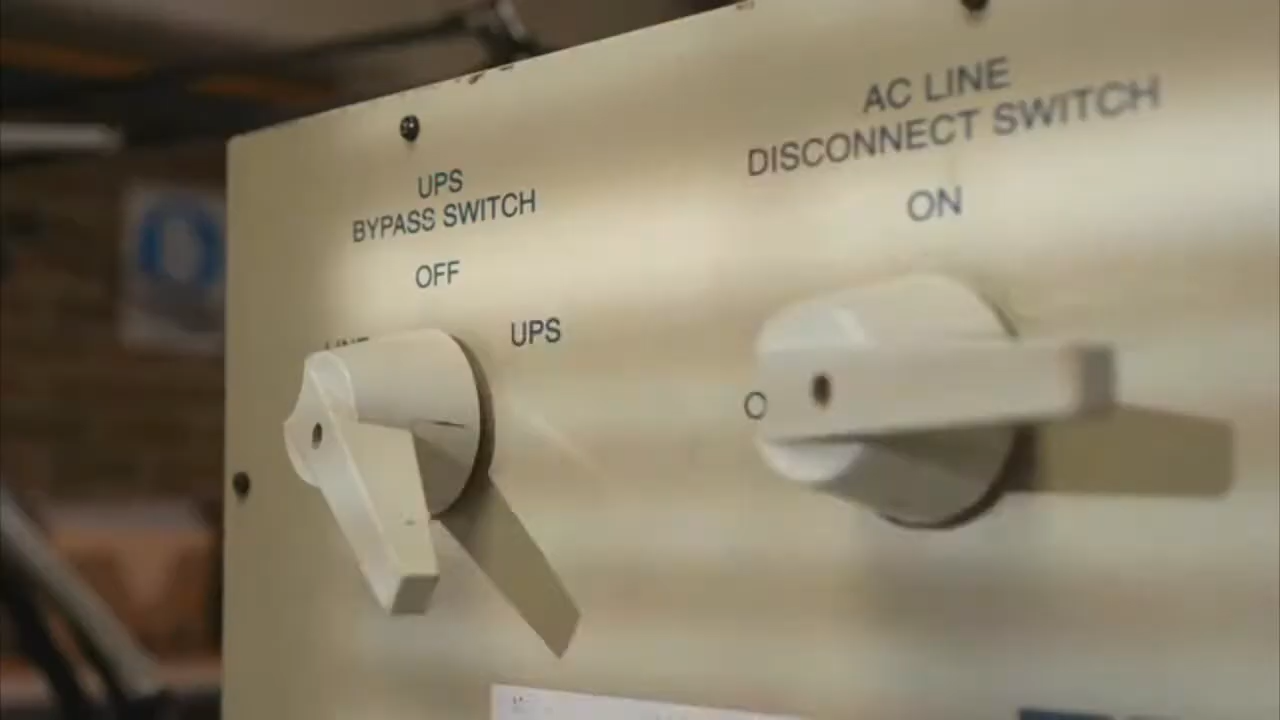 UPS
BYPASS SWITCH
OFF
UPS
AC LINE
DISCONNECT SWITCH
ON
O